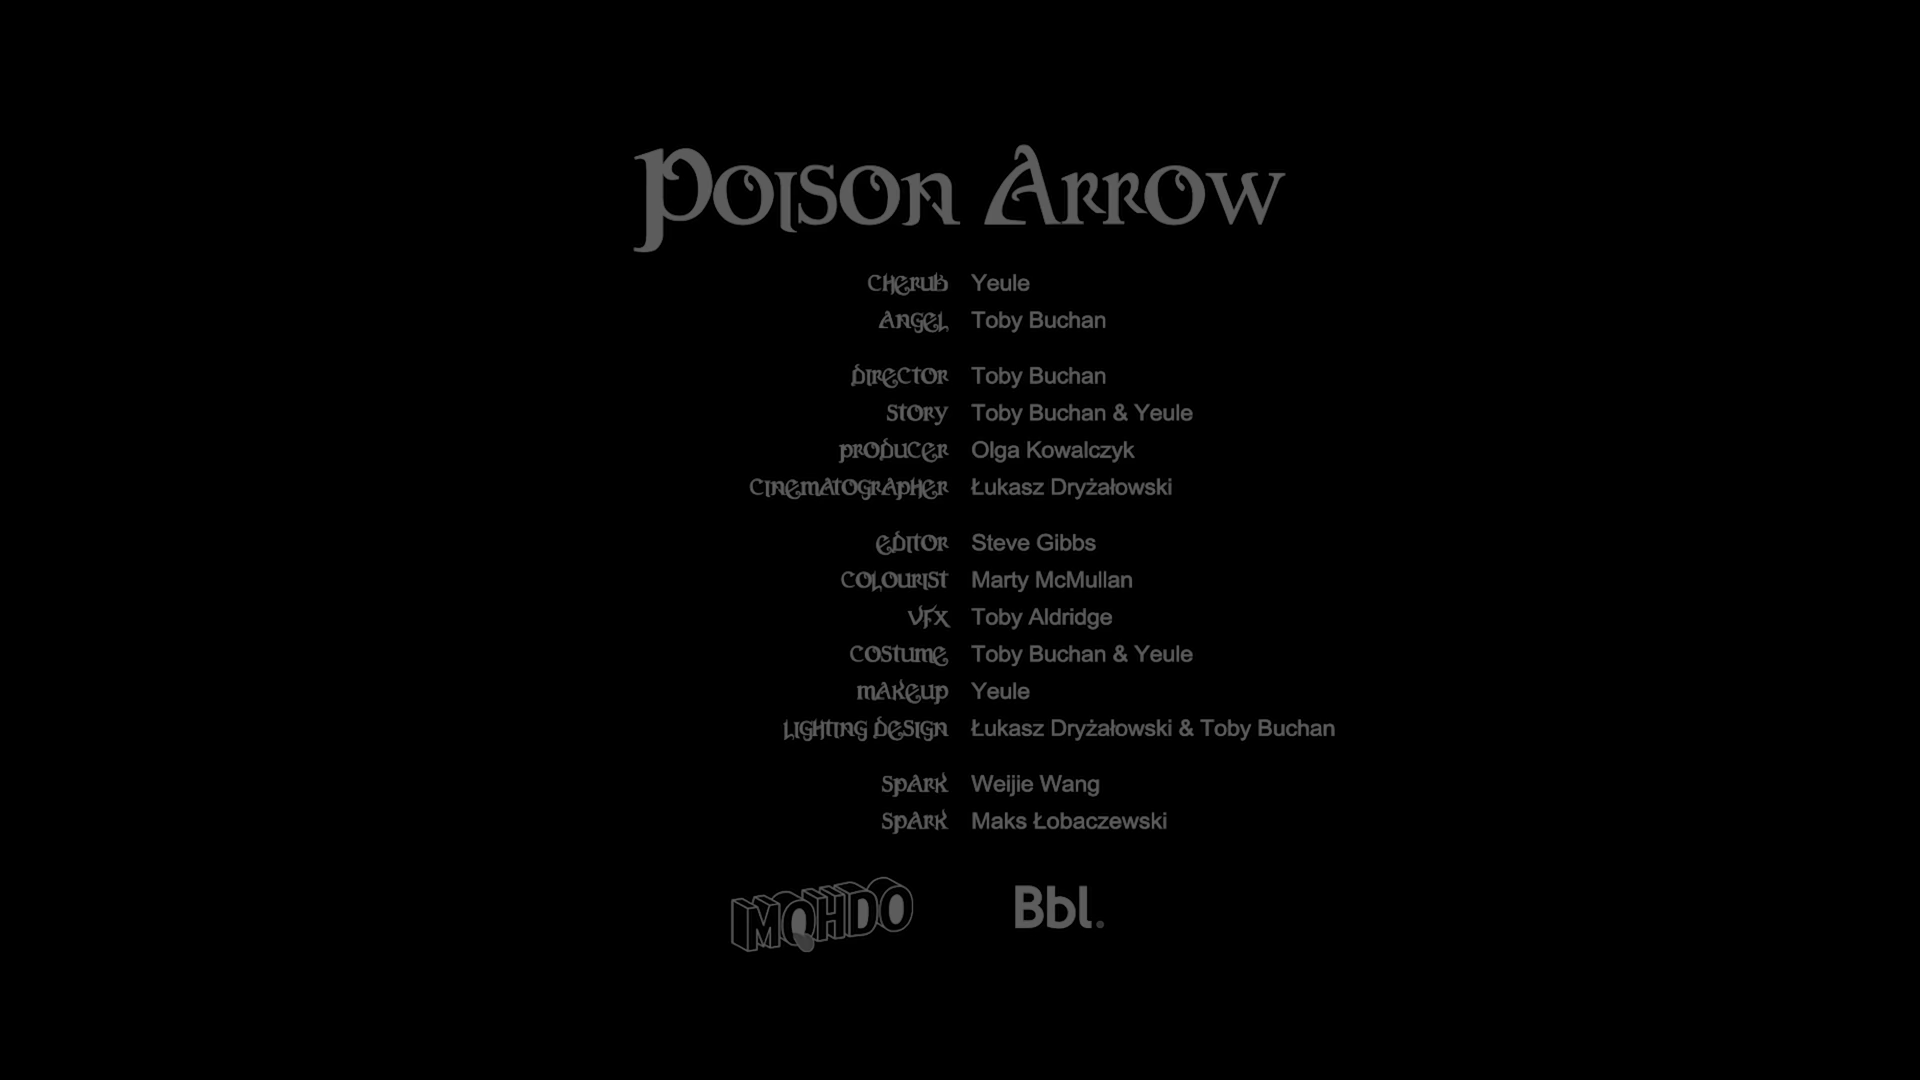 Poison Arrow
Cherub Yeule
Angel Toby Buchan
Director Toby Buchan
Story Toby Buchan & Yeule
Producer Olga Kowalczyk
Cinematographer Łukasz Dryżałowski
Editor Steve Gibbs
Colourist Marty McMullan
VFX Toby Aldridge
Costume Toby Buchan & Yeule
Makeup Yeule
Lighting Design Łukasz Dryżałowski & Toby Buchan
Spark Weijie Wang
Spark Maks Łobaczewski
MQHDO Bbl.